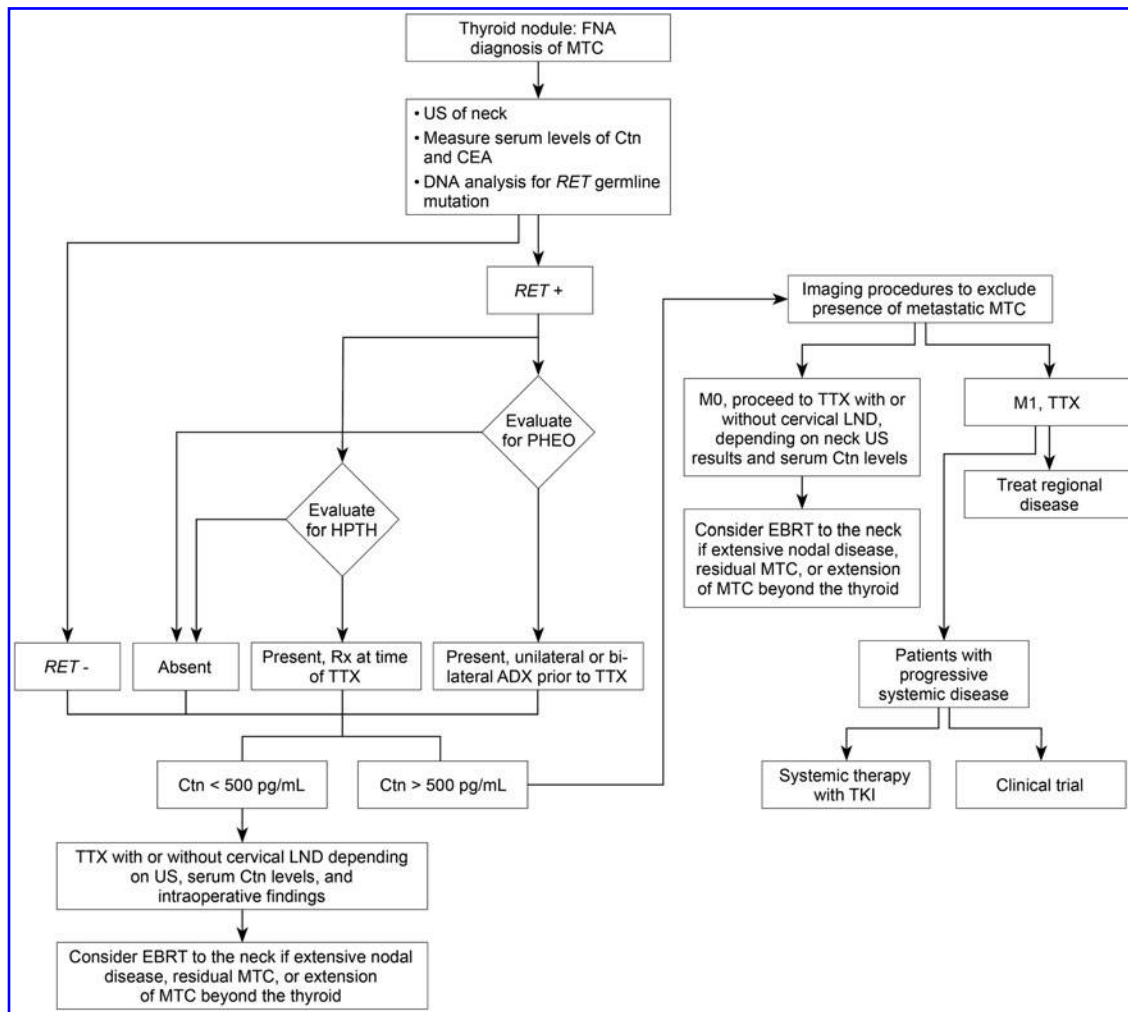 Thyroid nodule: FNA
diagnosis of MTC
• US of neck
• Measure serum levels of Ctn
and CEA
• DNA analysis for RET germline
mutation
RET +
Imaging procedures to exclude
presence of metastatic MTC
Evaluate
for PHEO
M0, proceed to TTX with or
without cervical LND,
depending on neck US
results and serum Ctn levels
M1, TTX
Treat regional
disease
Evaluate
for HPTH
Consider EBRT to the neck
if extensive nodal disease,
residual MTC, or extension
of MTC beyond the thyroid
RET -
Absent
Present, Rx at time
of TTX
Present, unilateral or bi-
lateral ADX prior to TTX
Patients with
progressive
systemic disease
Ctn < 500 pg/mL
Ctn > 500 pg/mL
Systemic therapy
with TKI
Clinical trial
TTX with or without cervical LND depending
on US, serum Ctn levels, and
intraoperative findings
Consider EBRT to the neck if extensive nodal
disease, residual MTC, or extension
of MTC beyond the thyroid